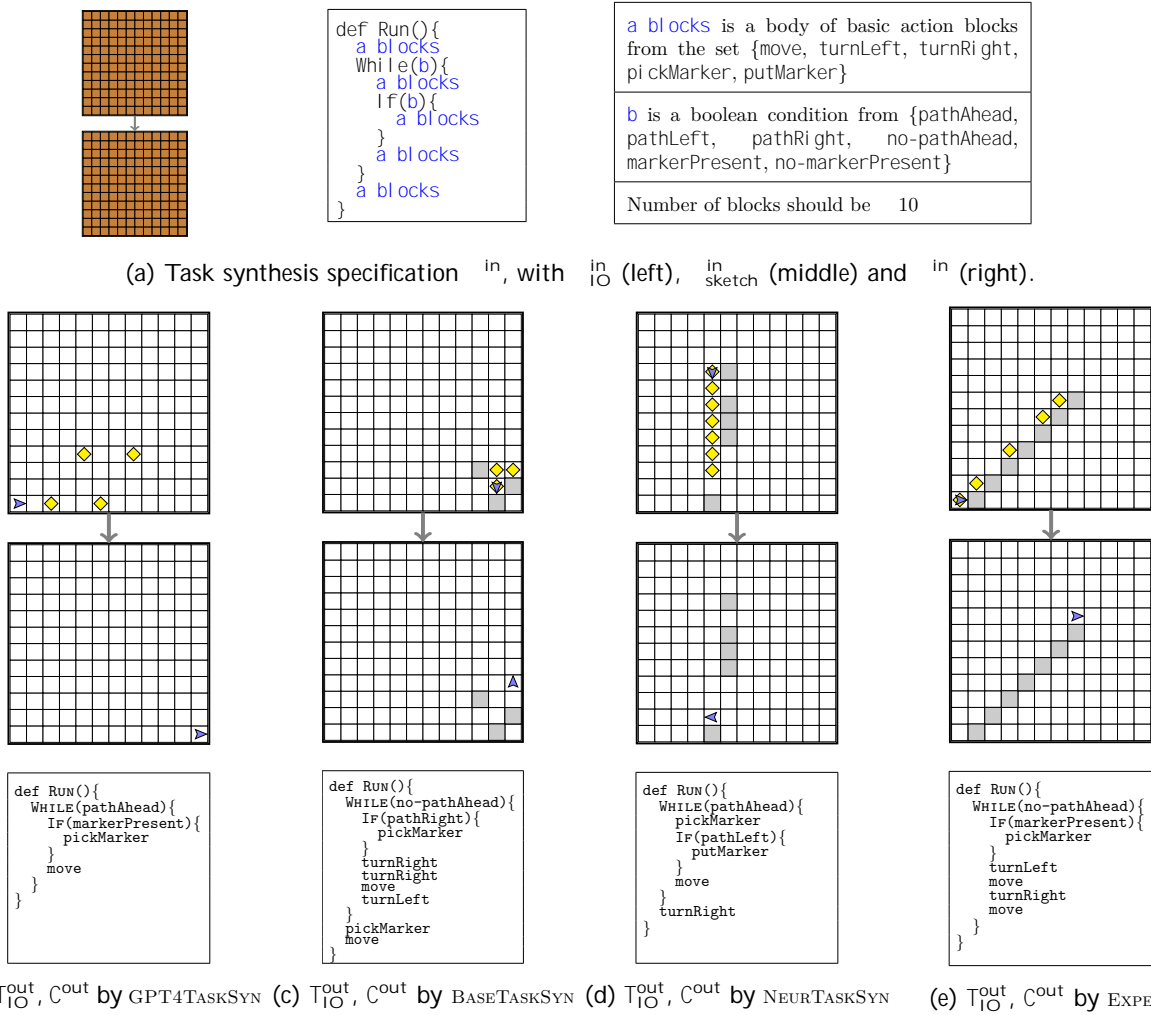 def Run(){
a blocks
While(b){
a blocks
If(b){
a blocks
}
a blocks
}
a blocks
}
a blocks is a body of basic action blocks
from the set {move, turnLeft, turnRight,
pickMarker, putMarker}
b is a boolean condition from {pathAhead,
pathLeft, pathRight, no-pathAhead,
markerPresent, no-markerPresent}
Number of blocks should be 10
(a) Task synthesis specification in, with in IO (left), in sketch (middle) and in (right).
def RUN(){
WHILE(pathAhead){
IF(markerPresent){
pickMarker
}
move
}
}
def RUN(){
WHILE(no-pathAhead){
IF(pathRight){
pickMarker
}
turnRight
turnRight
move
turnLeft
}
pickMarker
move
}
def RUN(){
WHILE(pathAhead){
pickMarker
IF(pathLeft){
putMarker
}
move
}
turnRight
}
def RUN(){
WHILE(no-pathAhead){
IF(markerPresent){
pickMarker
}
turnLeft
move
turnRight
move
}
}
T out IO, C out by GPT4TASKSYN
(c) T out IO, C out by BASETASKSYN
(d) T out IO, C out by NEURTASKSYN
(e) T out IO, C out by EXPE